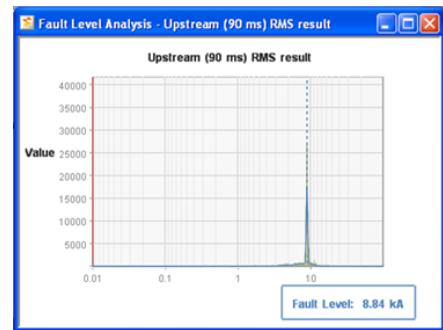 Fault Level Analysis - Upstream (90 ms) RMS result
Upstream (90 ms) RMS result
40000
35000
30000
Value 25000
20000
15000
10000
5000
0.01 0.1 1 10
Fault Level: 8.84 kA